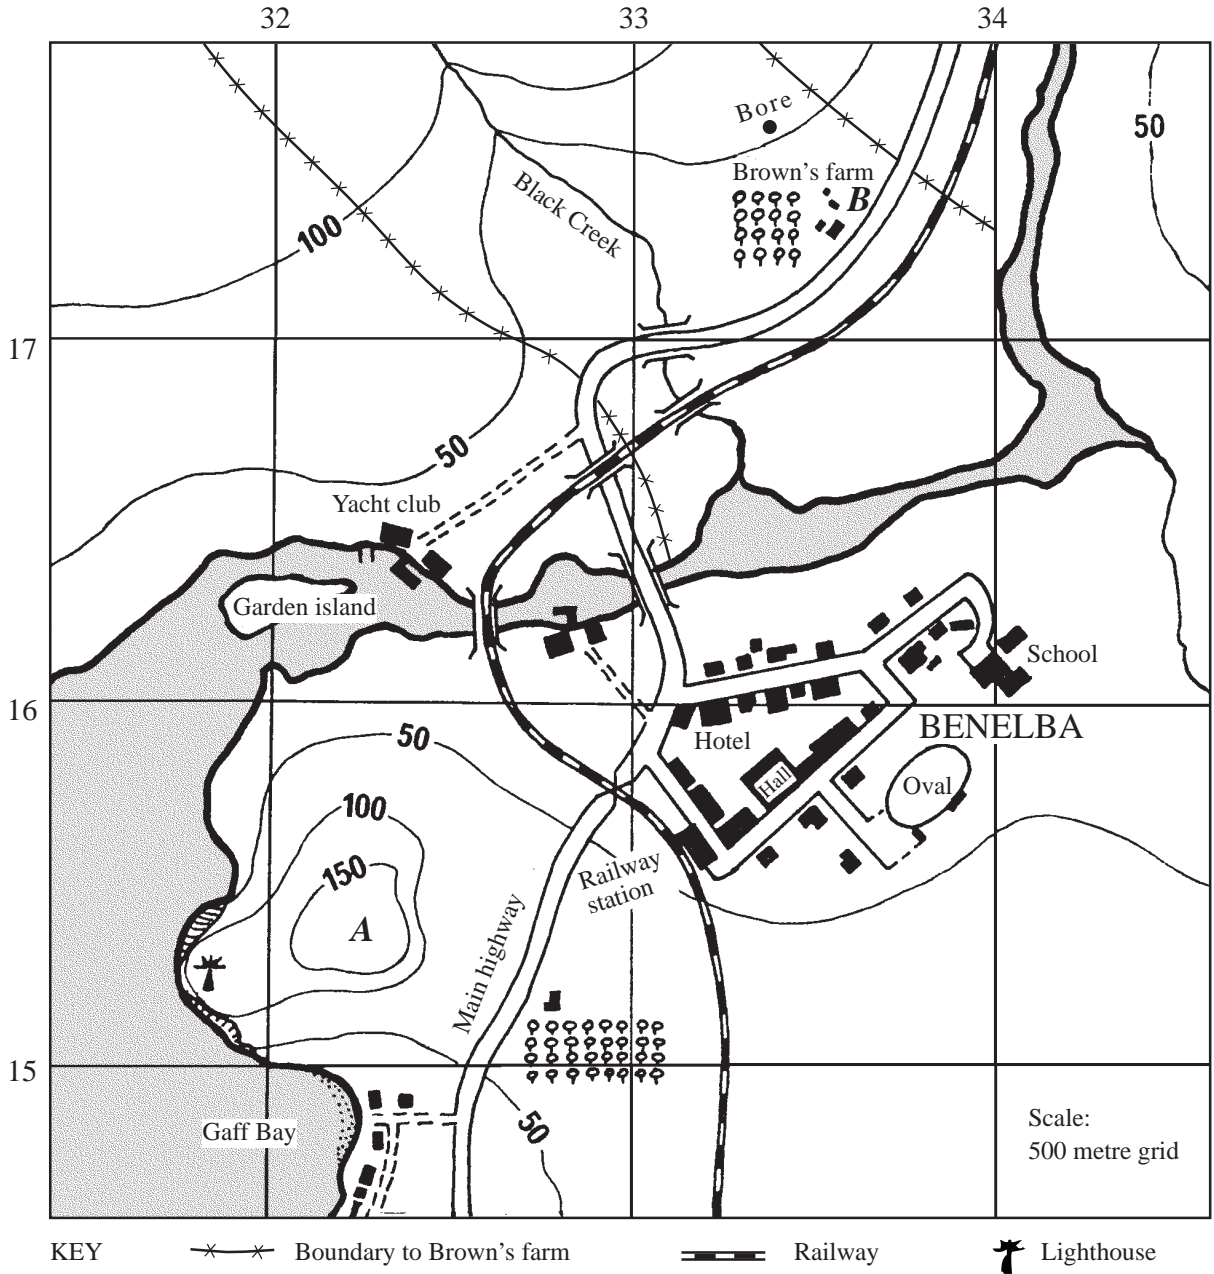 32 33 34
Bore
50
Brown's farm
B
Black Creek
100
17
50
Yacht club
Garden island
School
16
BENELBA
50
Hotel
Hall
Oval
100
150
Railway
station
A
Main highway
15
Scale:
500 metre grid
Gaff Bay
50
KEY
Boundary to Brown's farm
Railway
Lighthouse